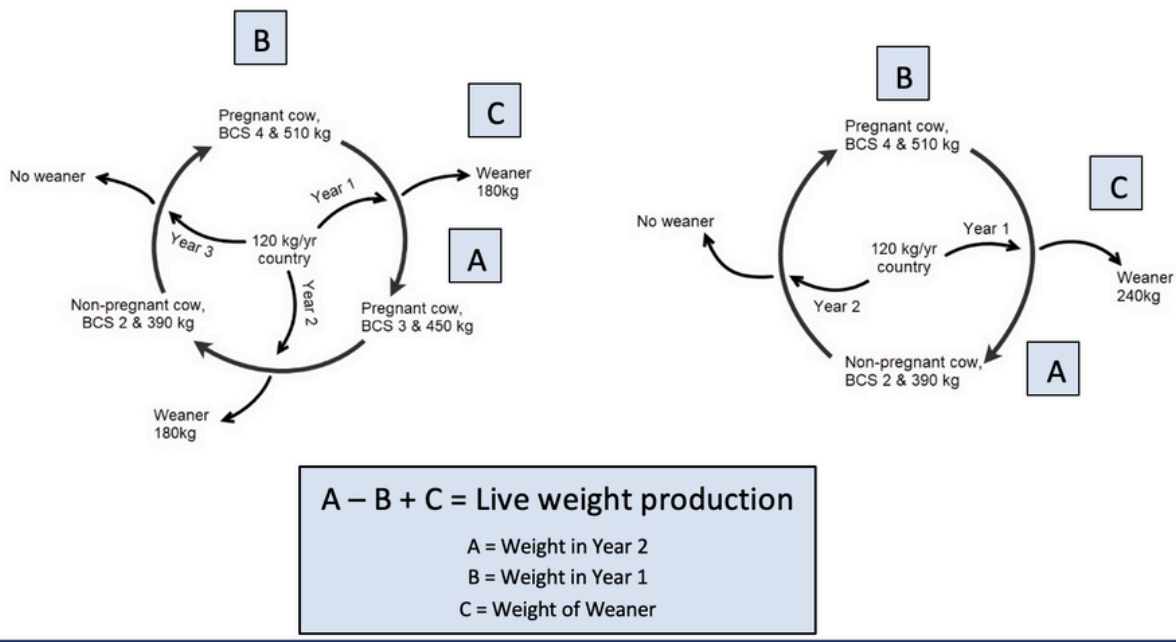 B
Pregnant cow,
BCS 4 & 510 kg
C
Weaner
180kg
No weaner
Year 1
Year 3
120 kg/yr
country
Year 2
A
Non-pregnant cow,
BCS 2 & 390 kg
Pregnant cow,
BCS 3 & 450 kg
Weaner
180kg
B
Pregnant cow,
BCS 4 & 510 kg
C
No weaner
Year 1
120 kg/yr
country
Year 2
Weaner
240kg
Non-pregnant cow,
BCS 2 & 390 kg
A
A – B + C = Live weight production
A = Weight in Year 2
B = Weight in Year 1
C = Weight of Weaner